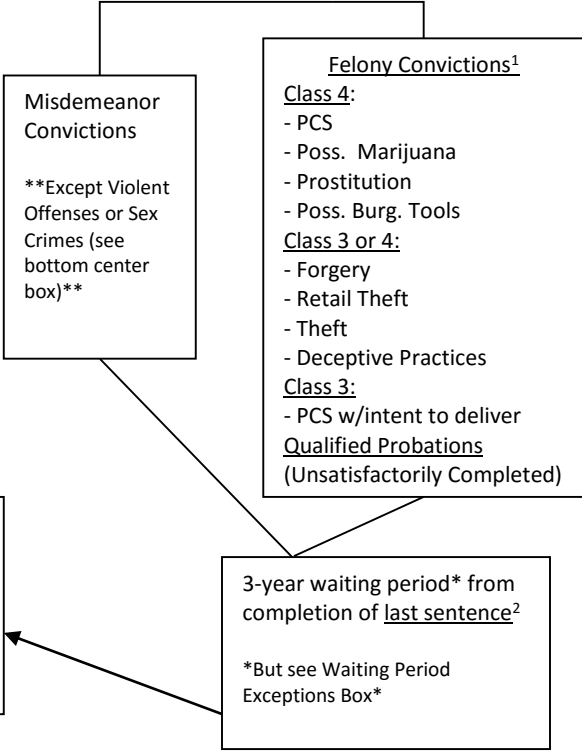 Misdemeanor
Convictions
**Except Violent
Offenses or Sex
Crimes (see
bottom center
box)**
Felony Convictions¹
Class 4:
- PCS
- Poss. Marijuana
- Prostitution
- Poss. Burg. Tools
Class 3 or 4:
- Forgery
- Retail Theft
- Theft
- Deceptive Practices
Class 3:
- PCS w/intent to deliver
Qualified Probations
(Unsatisfactorily Completed)
3-year waiting period* from
completion of last sentence²
*But see Waiting Period
Exceptions Box*